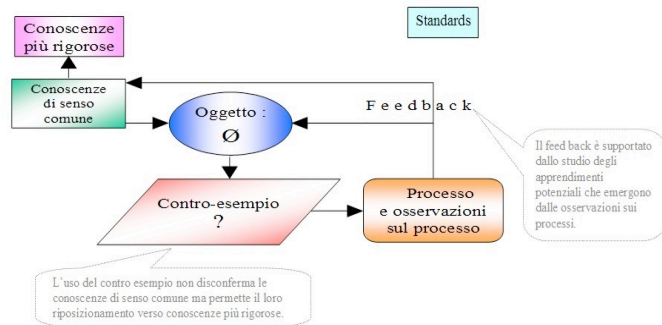 Conoscenze
più rigorose
Standards
Conoscenze
di senso
comune
Oggetto :
Ø
Feedback
Il feed back è supportato
dallo studio degli
apprendimenti
potenziali che emergono
dalle osservazioni sui
processi.
Contro-esempio
?
Processo
e osservazioni
sul processo
L'uso del contro esempio non disconferma le
conoscenze di senso comune ma permette il loro
riposizionamento verso conoscenze più rigorose.